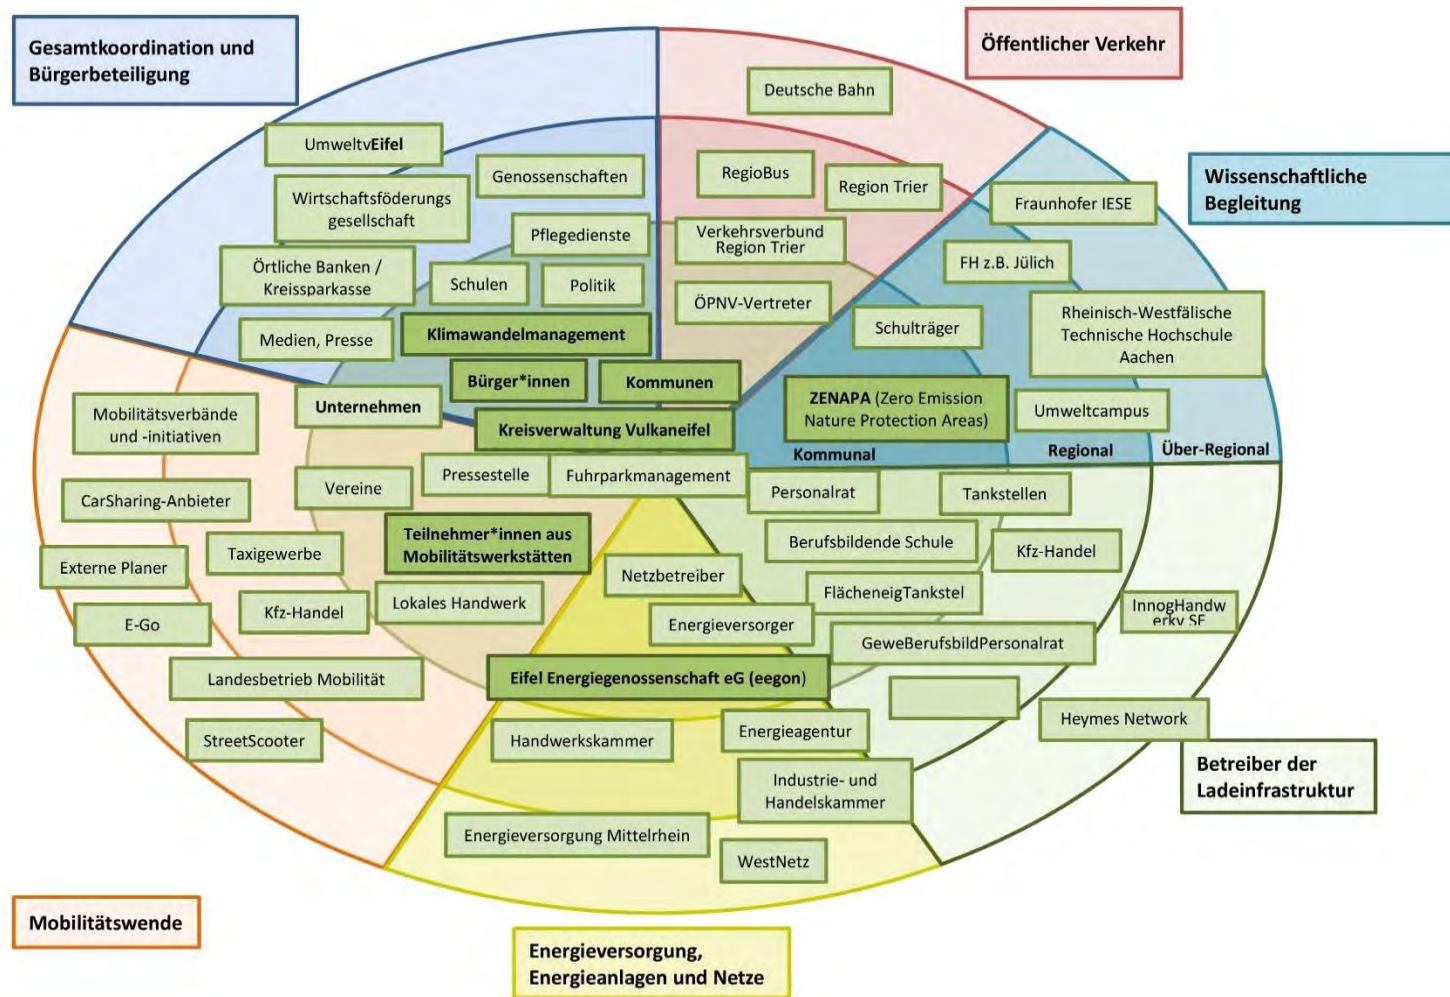 Gesamtkoordination und
Bürgerbeteiligung
Öffentlicher Verkehr
Deutsche Bahn
UmweltvEifel
Genossenschaften
RegioBus
Region Trier
Wissenschaftliche
Begleitung
Wirtschaftsföderungs
gesellschaft
Fraunhofer IESE
Pflegedienste
Verkehrsverbund
Region Trier
FH z.B. Jülich
Örtliche Banken /
Kreissparkasse
Schulen
Politik
ÖPNV-Vertreter
Schulträger
Rheinisch-Westfälische
Technische Hochschule
Aachen
Medien, Presse
Klimawandelmanagement
Bürger*innen
Kommunen
Unternehmen
ZENAPA (Zero Emission
Nature Protection Areas)
Umweltcampus
Mobilitätsverbände
und -initiativen
Kreisverwaltung Vulkaneifel
Kommunal
Regional
Über-Regional
Pressestelle
Fuhrparkmanagement
Vereine
Personalrat
Tankstellen
CarSharing-Anbieter
Teilnehmer*innen aus
Mobilitätswerkstätten
Taxigewerbe
Berufsbildende Schule
Kfz-Handel
Externe Planer
Netzbetreiber
FlächeneigTankstel
Kfz-Handel
Lokales Handwerk
InnogHandw
erkv SE
E-Go
Energieversorger
GeweBerufsbildPersonalrat
Landesbetrieb Mobilität
Eifel Energiegenossenschaft eG (eegon)
Heymes Network
StreetScooter
Handwerkskammer
Energieagentur
Betreiber der
Ladeinfrastruktur
Industrie- und
Handelskammer
Energieversorgung Mittelrhein
WestNetz
Mobilitätswende
Energieversorgung,
Energieanlagen und Netze